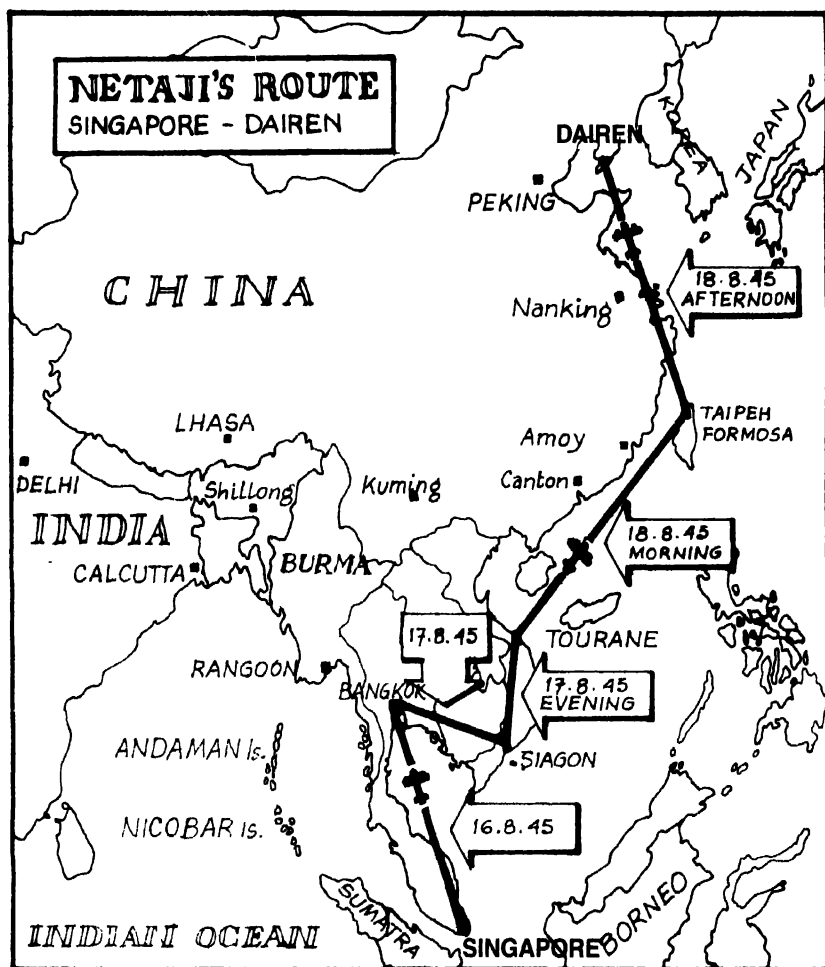 NETAJI'S ROUTE
SINGAPORE - DAIREN
DAIREN
KOREA
JAPAN
PEKING
CHINA
Nanking
18.8.45
AFTERNOON
LHASA
Amoy
TAIPEH
FORMOSA
DELHI
Shillong
Kuming
Canton
INDIA
BURMA
18.8.45
MORNING
CALCUTTA
17.8.45
TOURANE
RANGOON
BANGKOK
17.8.45
EVENING
ANDAMAN Is.
SIAGON
NICOBAR Is.
16.8.45
SUMATRA
BORNEO
INDIAN OCEAN
SINGAPORE